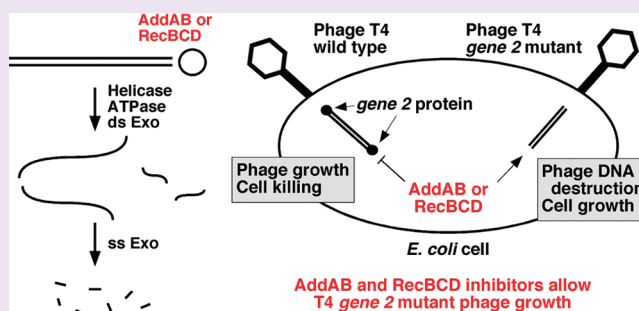 AddAB or
RecBCD
Helicase
ATPase
ds Exo
ss Exo
Phage T4
wild type
Phage T4
gene 2 mutant
gene 2 protein
Phage growth
Cell killing
AddAB or
RecBCD
Phage DNA
destruction
Cell growth
E. coli cell
AddAB and RecBCD inhibitors allow
T4 gene 2 mutant phage growth